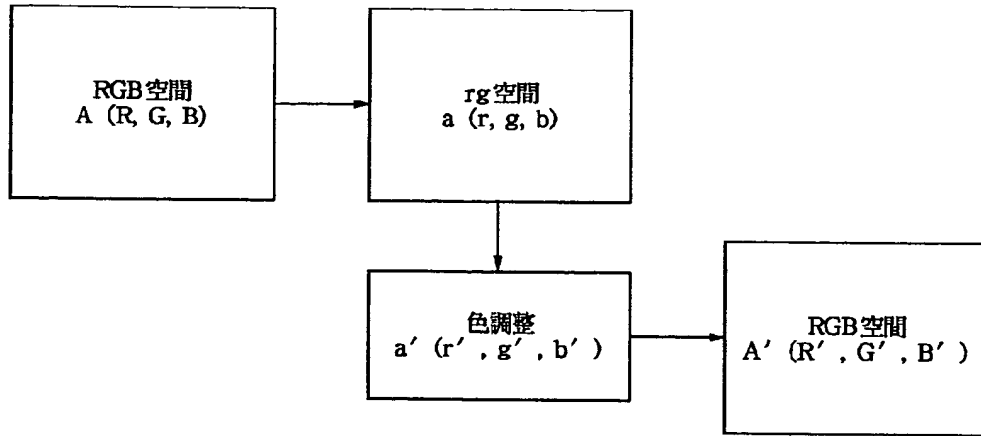 RGB空間
A (R, G, B)
rg空間
a (r, g, b)
色調整
a′ (r′ , g′ , b′ )
RGB空間
A′ (R′ , G′ , B′ )